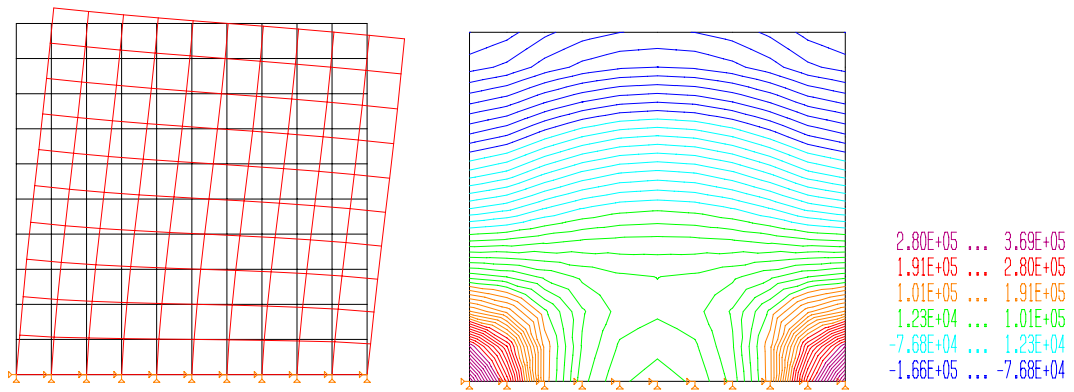 2.80E+05 ... 3.69E+05
1.91E+05 ... 2.80E+05
1.01E+05 ... 1.91E+05
1.23E+04 ... 1.01E+05
-7.68E+04 ... 1.23E+04
-1.66E+05 ... -7.68E+04